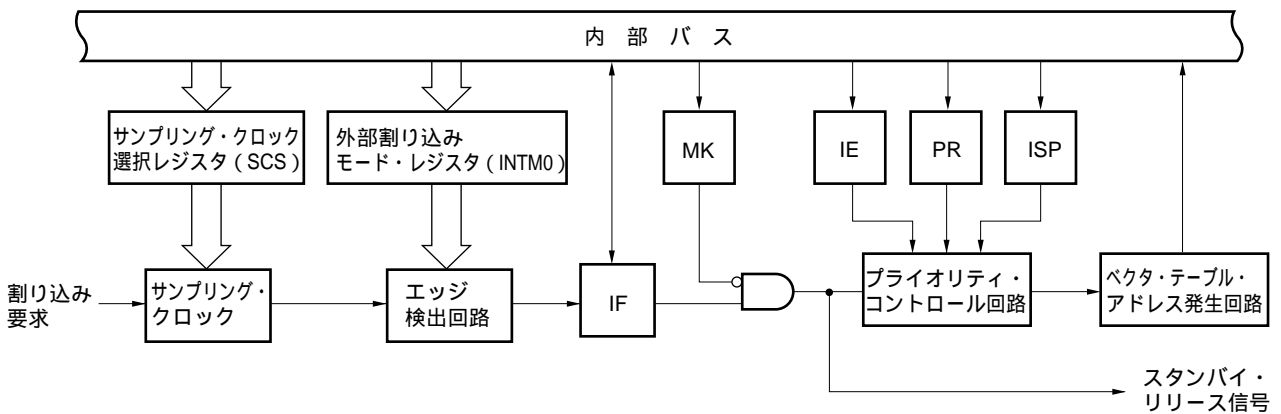 内 部 バ ス
サンプリング・クロック
選択レジスタ（SCS）
外部割り込み
モード・レジスタ（INTM0）
MK
IE
PR
ISP
割り込み
要求
サンプリング・
クロック
エッジ
検出回路
IF
プライオリティ・
コントロール回路
ベクタ・テーブル・
アドレス発生回路
スタンバイ・
リリース信号